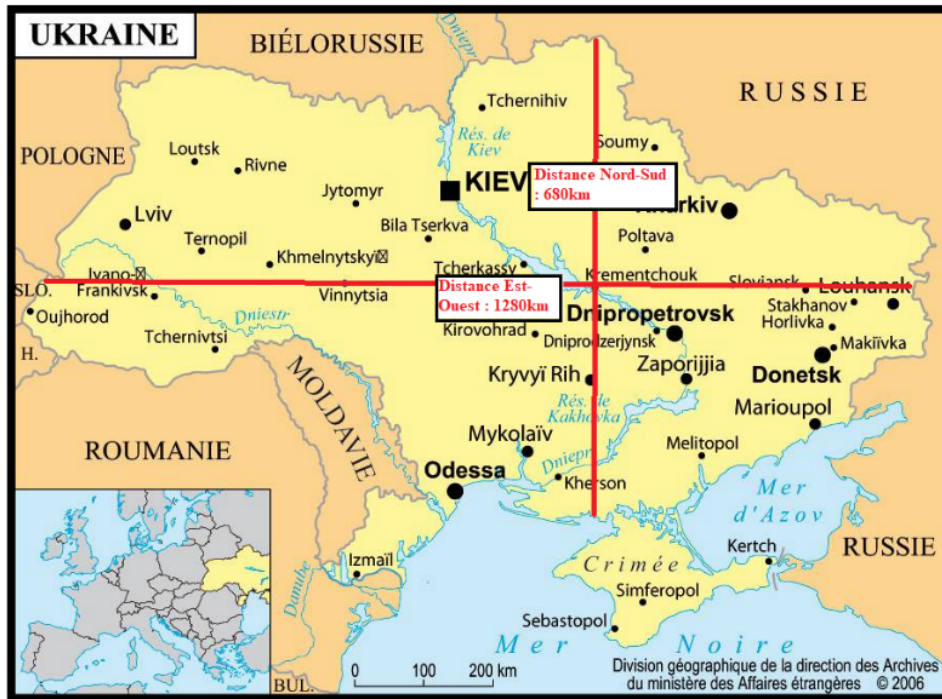 UKRAINE
BIÉLORUSSIE
Dniepr
RUSSIE
Tchernihiv
Rés. de
Kiev
Soumy
POLOGNE
Loutsk
Rivne
KIEV
Distance Nord-Sud
: 680km
Kharkiv
Jytomyr
Lviv
Bila Tserkva
Poltava
Ternopil
Khmelnytskyï
Tcherkassy
Krementchouk
Ivano-
Frankivsk
Vinnytsia
Distance Est-
Ouest : 1280km
Sloviansk
Louhansk
SLO.
Oujhorod
Stakhanov
Horlivka
Dniestr
Dnipropetrovsk
Kirovohrad
Dniprodzerjynsk
Tchernivtsi
Makiïvka
H.
Zaporijjia
Donetsk
Kryvyï Rih
MOLDAVIE
Rés. de
Kakhovka
Marioupol
ROUMANIE
Mykolaïv
Melitopol
Odessa
Dniepr
Kherson
Mer
d'Azov
RUSSIE
Izmaïl
Kertch
Crimée
Danube
Simferopol
Sebastopol
Mer Noire
0 100 200 km
BUL.
Division géographique de la direction des Archives
du ministère des Affaires étrangères © 2006